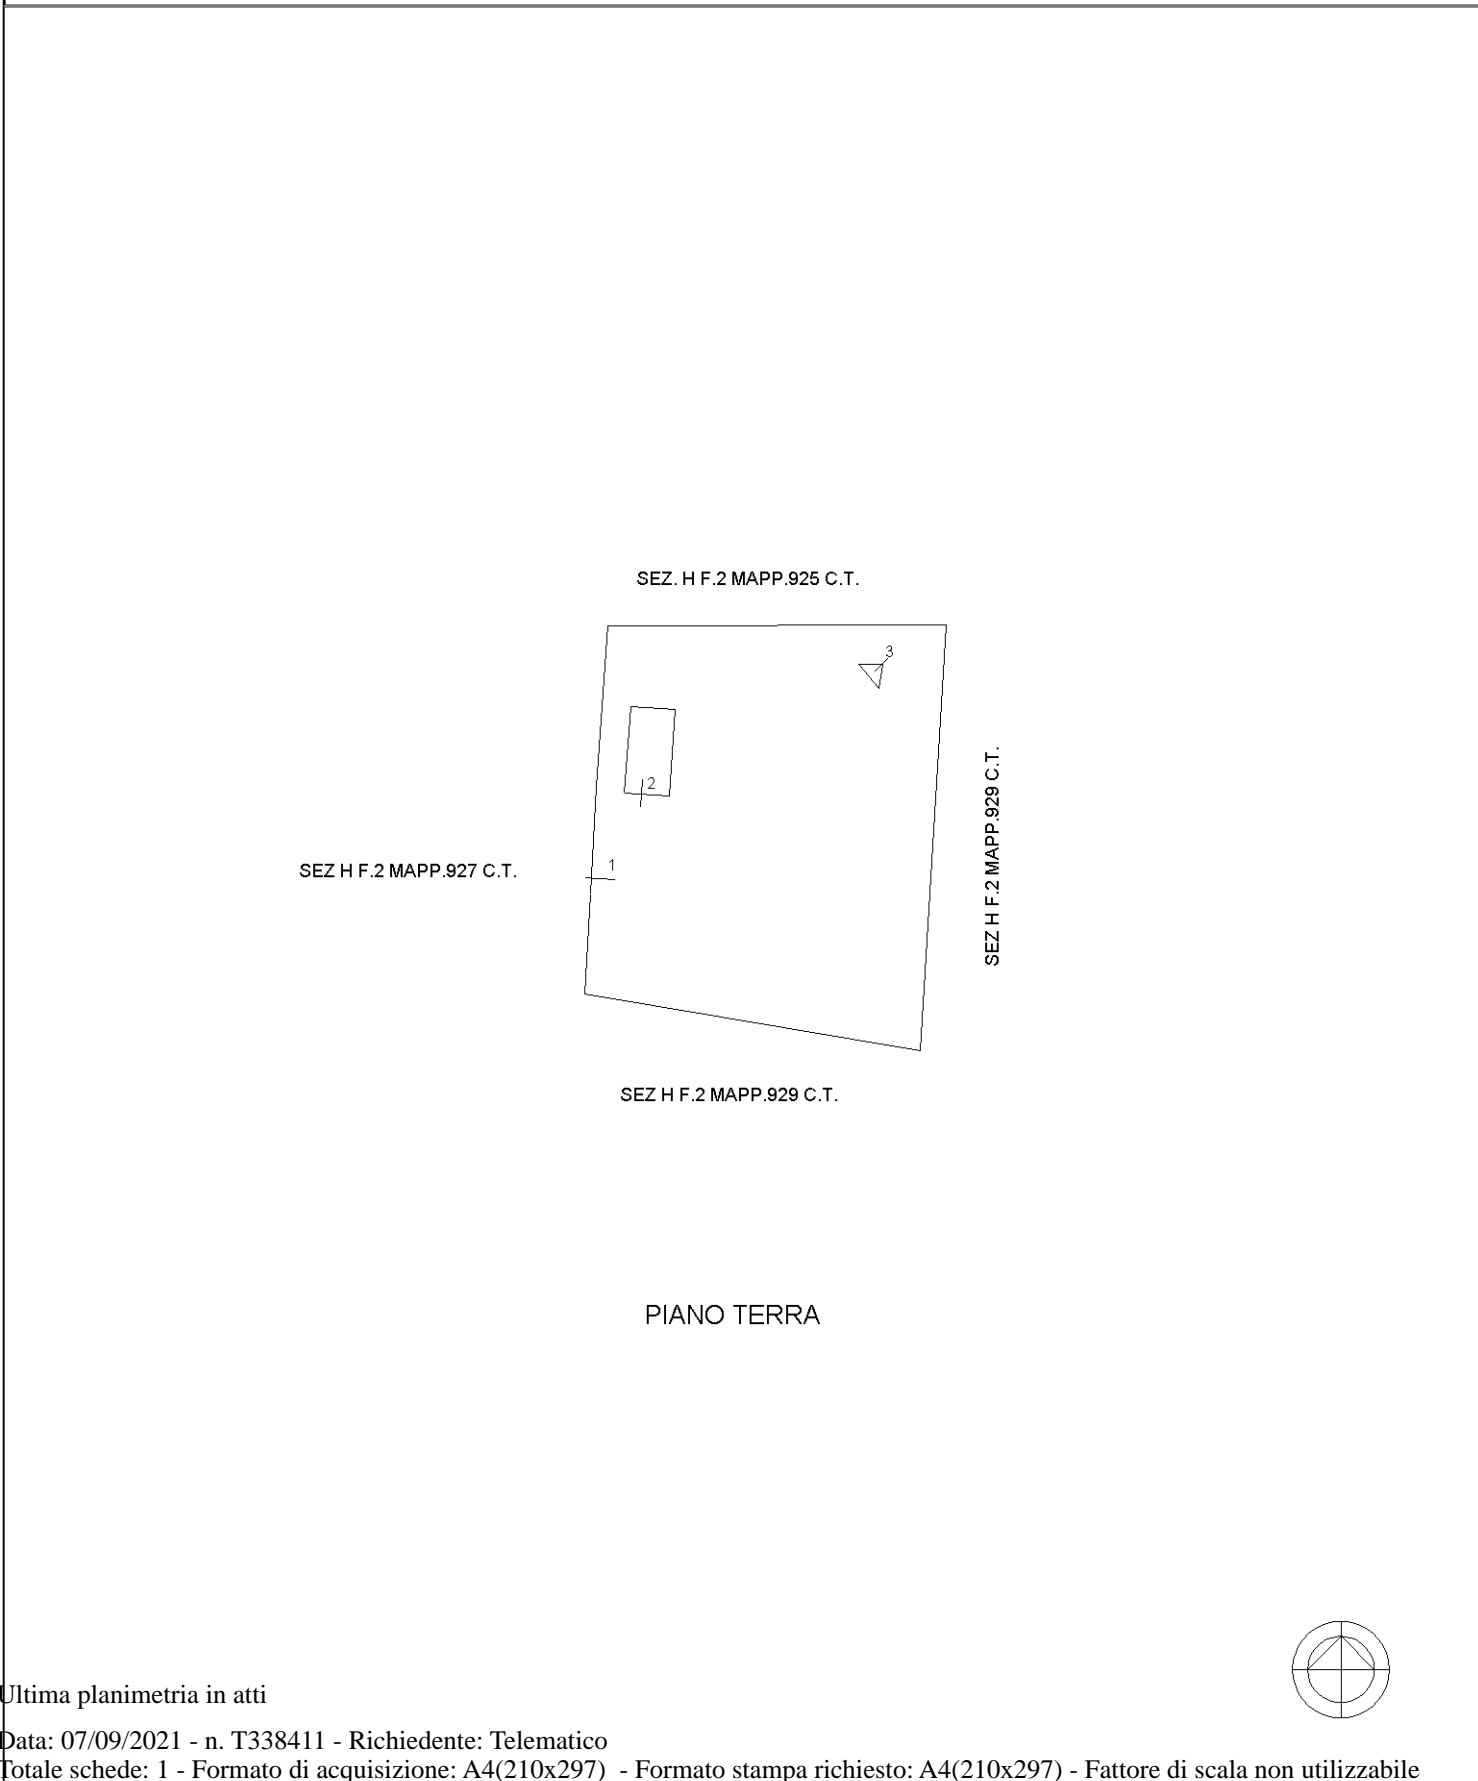 SEZ. H F.2 MAPP.925 C.T.
3
2
SEZ H F.2 MAPP.929 C.T.
1
SEZ H F.2 MAPP.927 C.T.
SEZ H F.2 MAPP.929 C.T.
PIANO TERRA
Ultima planimetria in atti
Data: 07/09/2021 - n. T338411 - Richiedente: Telematico
Totale schede: 1 - Formato di acquisizione: A4(210x297) - Formato stampa richiesto: A4(210x297) - Fattore di scala non utilizzabile